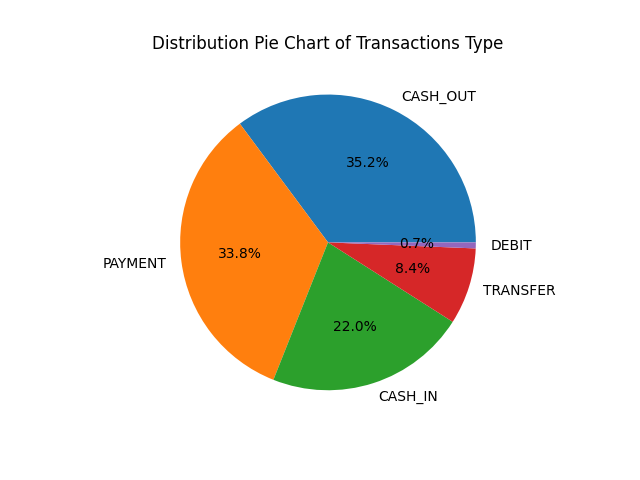 Distribution Pie Chart of Transactions Type
CASH_OUT
35.2%
PAYMENT
33.8%
CASH_IN
22.0%
TRANSFER
8.4%
DEBIT
0.7%